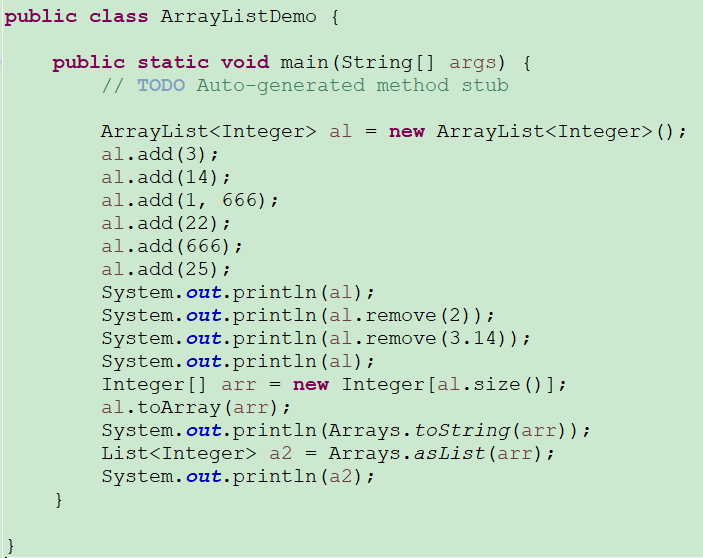 public class ArrayListDemo {
public static void main(String[] args) {
// TODO Auto-generated method stub
ArrayList<Integer> al = new ArrayList<Integer>();
al.add(3);
al.add(14);
al.add(1, 666);
al.add(22);
al.add(666);
al.add(25);
System.out.println(al);
System.out.println(al.remove(2));
System.out.println(al.remove(3.14));
System.out.println(al);
Integer[] arr = new Integer[al.size()];
al.toArray(arr);
System.out.println(Arrays.toString(arr));
List<Integer> a2 = Arrays.asList(arr);
System.out.println(a2);
}
}